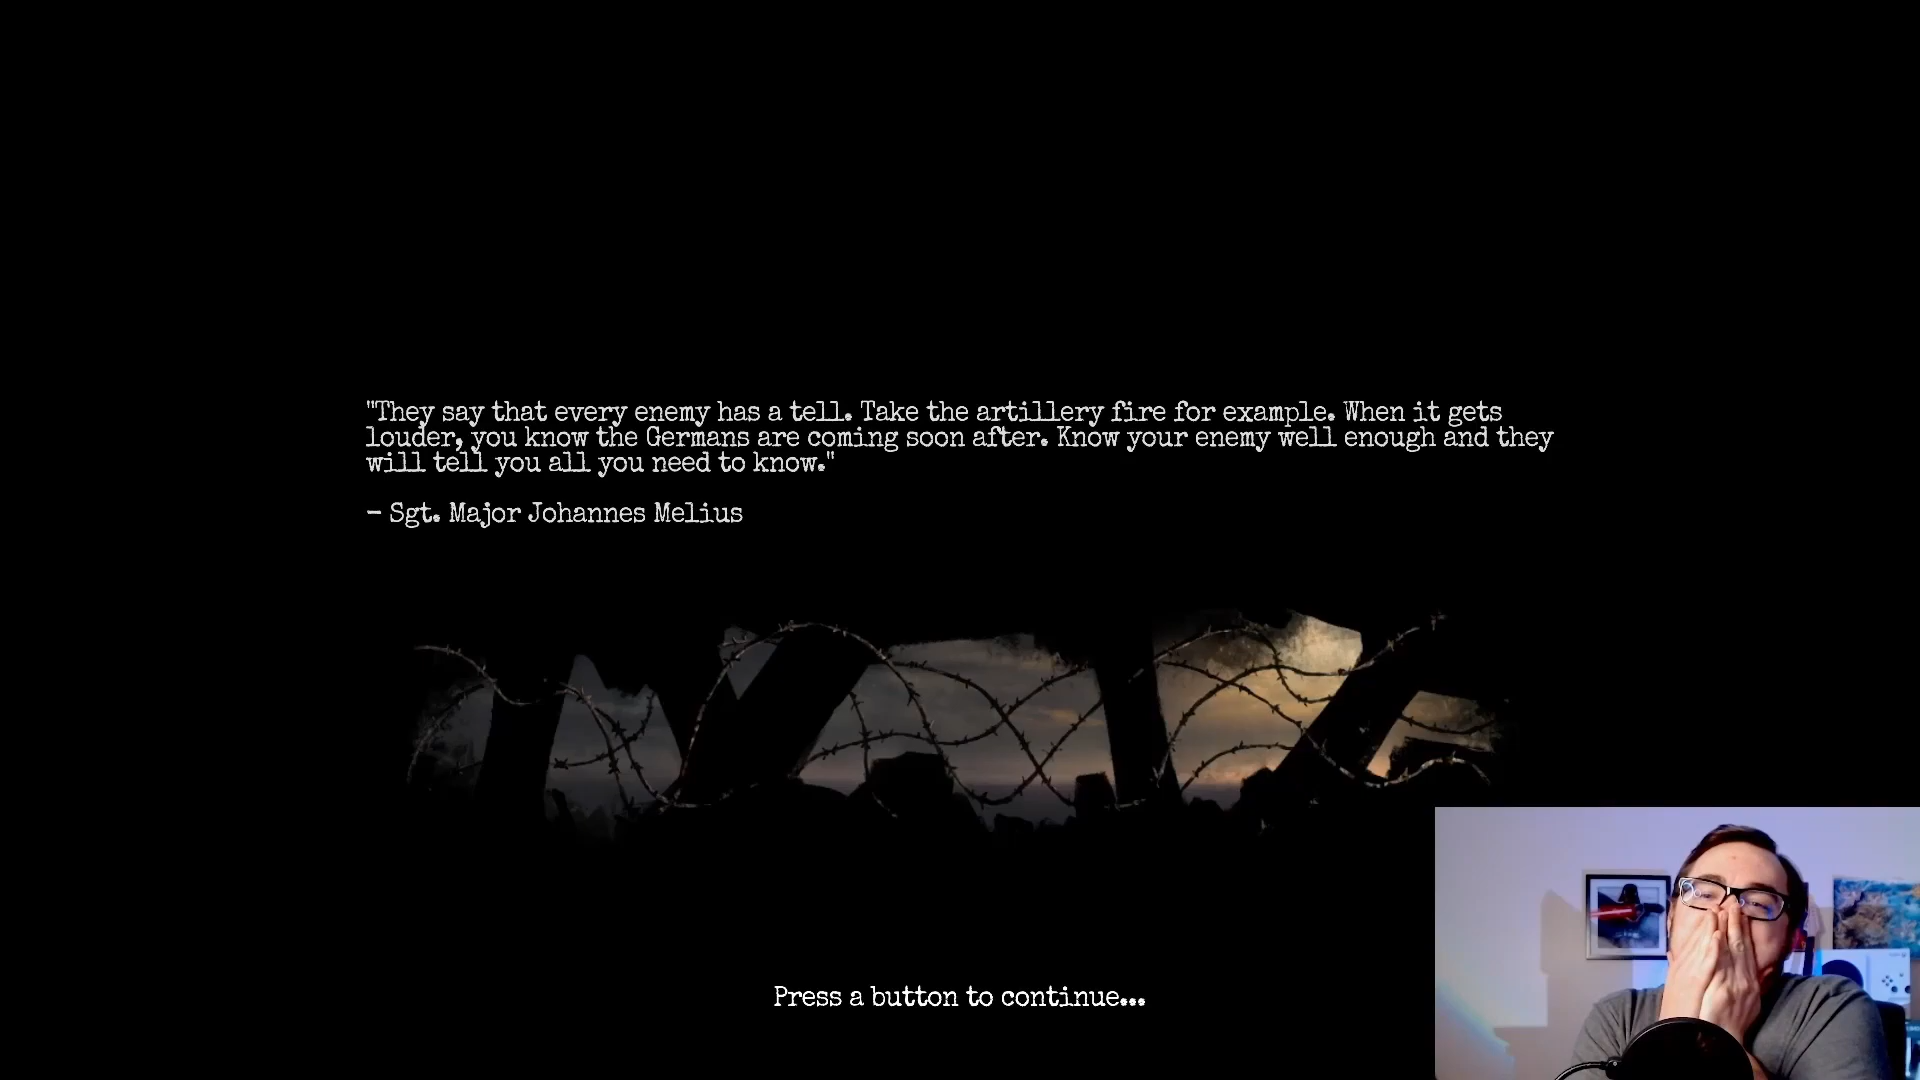 "They say that every enemy has a tell. Take the artillery fire for example. When it gets
louder, you know the Germans are coming soon after. Know your enemy well enough and they
will tell you all you need to know."
- Sgt. Major Johannes Melius
Press a button to continue...